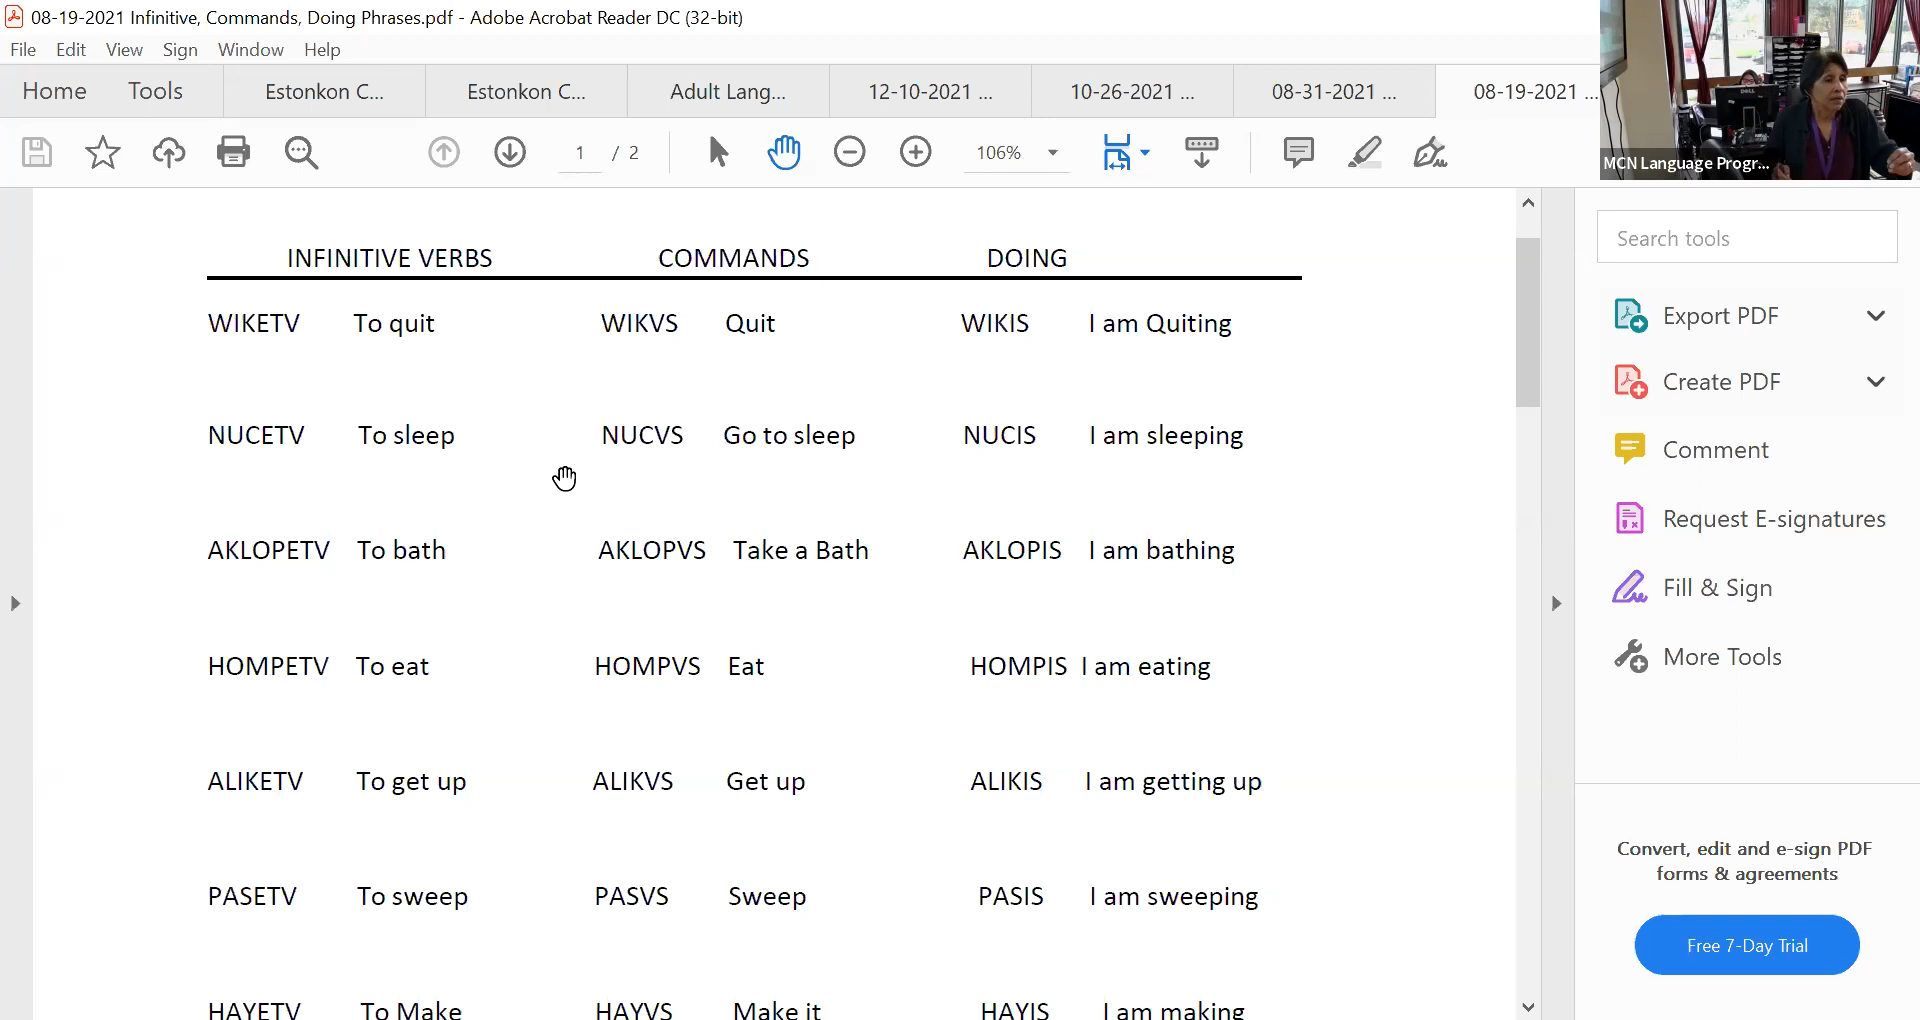 08-19-2021 Infinitive, Commands, Doing Phrases.pdf - Adobe Acrobat Reader DC (32-bit)
File Edit View Sign Window Help
Home Tools Estonkon C... Estonkon C... Adult Lang... 12-10-2021 ... 10-26-2021 ... 08-31-2021 ... 08-19-2021 ...
1 / 2 106%
MCN Language Progr...
Search tools
INFINITIVE VERBS COMMANDS DOING
WIKETV To quit WIKVS Quit WIKIS I am Quiting
NUCETV To sleep NUCVS Go to sleep NUCIS I am sleeping
AKLOPETV To bath AKLOPVS Take a Bath AKLOPIS I am bathing
HOMPETV To eat HOMPVS Eat HOMPIS I am eating
ALIKETV To get up ALIKVS Get up ALIKIS I am getting up
PASETV To sweep PASVS Sweep PASIS I am sweeping
HAYETV To Make HAYVS Make it HAYIS I am making
Export PDF
Create PDF
Comment
Request E-signatures
Fill & Sign
More Tools
Convert, edit and e-sign PDF
forms & agreements
Free 7-Day Trial